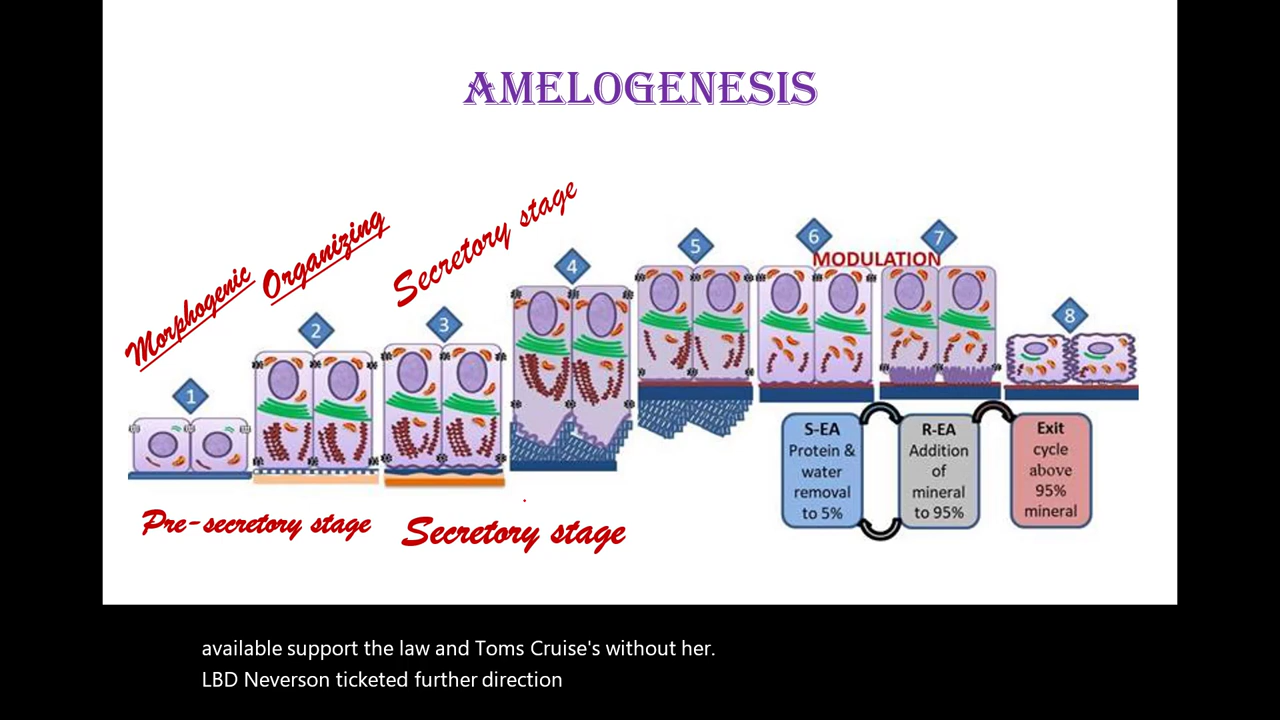 AMELOGENESIS
Morphogenic
Organizing
Secretory stage
1
2
3
4
5
6
7
MODULATION
8
S-EA
Protein &
water
removal
to 5%
R-EA
Addition
of
mineral
to 95%
Exit
cycle
above
95%
mineral
Pre-secretory stage
Secretory stage
available support the law and Toms Cruise's without her.
LBD Neverson ticketed further direction